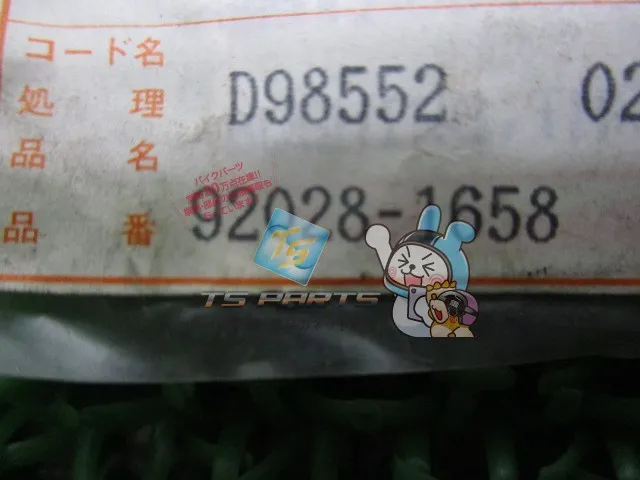 コード名
処理 D98552 02
品名
品番 92028-1658
バイクパーツ
TS
TS PARTS